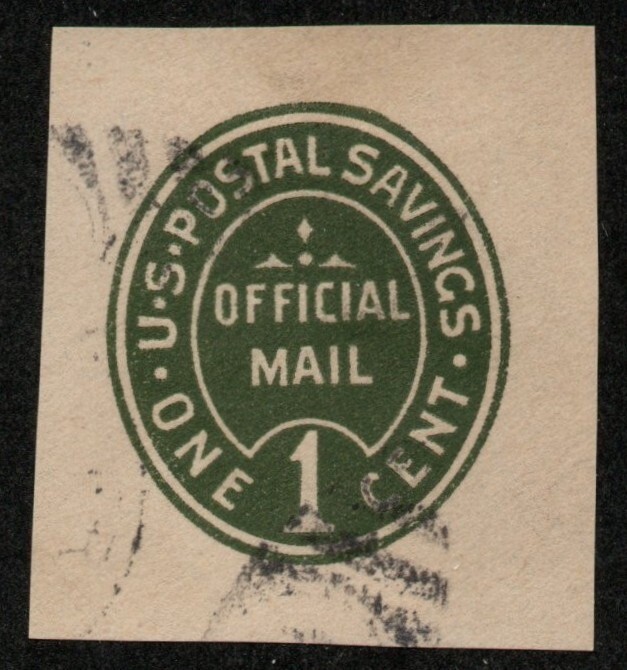 U·S·POSTAL SAVINGS
OFFICIAL
MAIL
1
·ONE CENT·